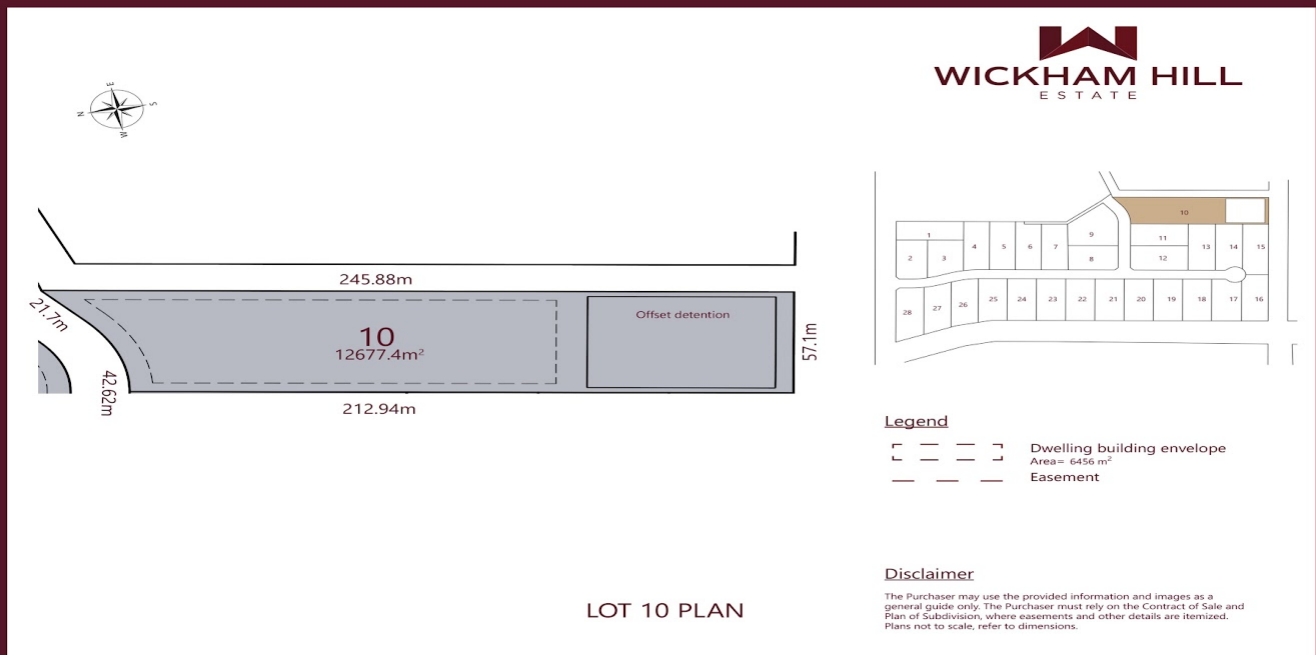 WICKHAM HILL
ESTATE
E
S
N
W
245.88m
21.7m
10
12677.4m²
Offset detention
57.1m
42.62m
212.94m
10
1
2
3
4
5
6
7
9
8
11
12
13
14
15
28
27
26
25
24
23
22
21
20
19
18
17
16
Legend
Dwelling building envelope
Area= 6456 m²
Easement
LOT 10 PLAN
Disclaimer
The Purchaser may use the provided information and images as a
general guide only. The Purchaser must rely on the Contract of Sale and
Plan of Subdivision, where easements and other details are itemized.
Plans not to scale, refer to dimensions.